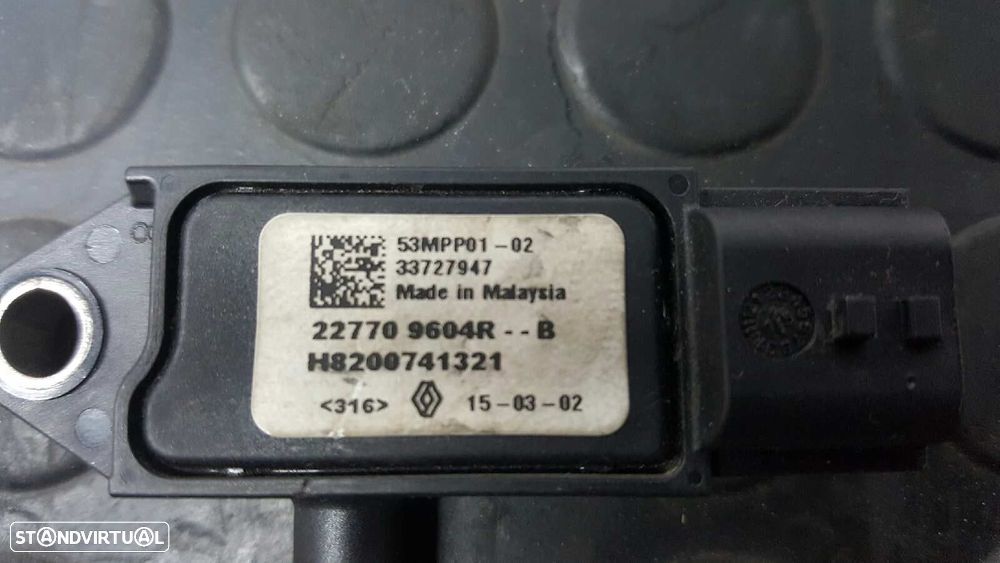 53MPP01-02
33727947
Made in Malaysia
22770 9604R--B
H8200741321
<316> 15-03-02
STANDVIRTUAL